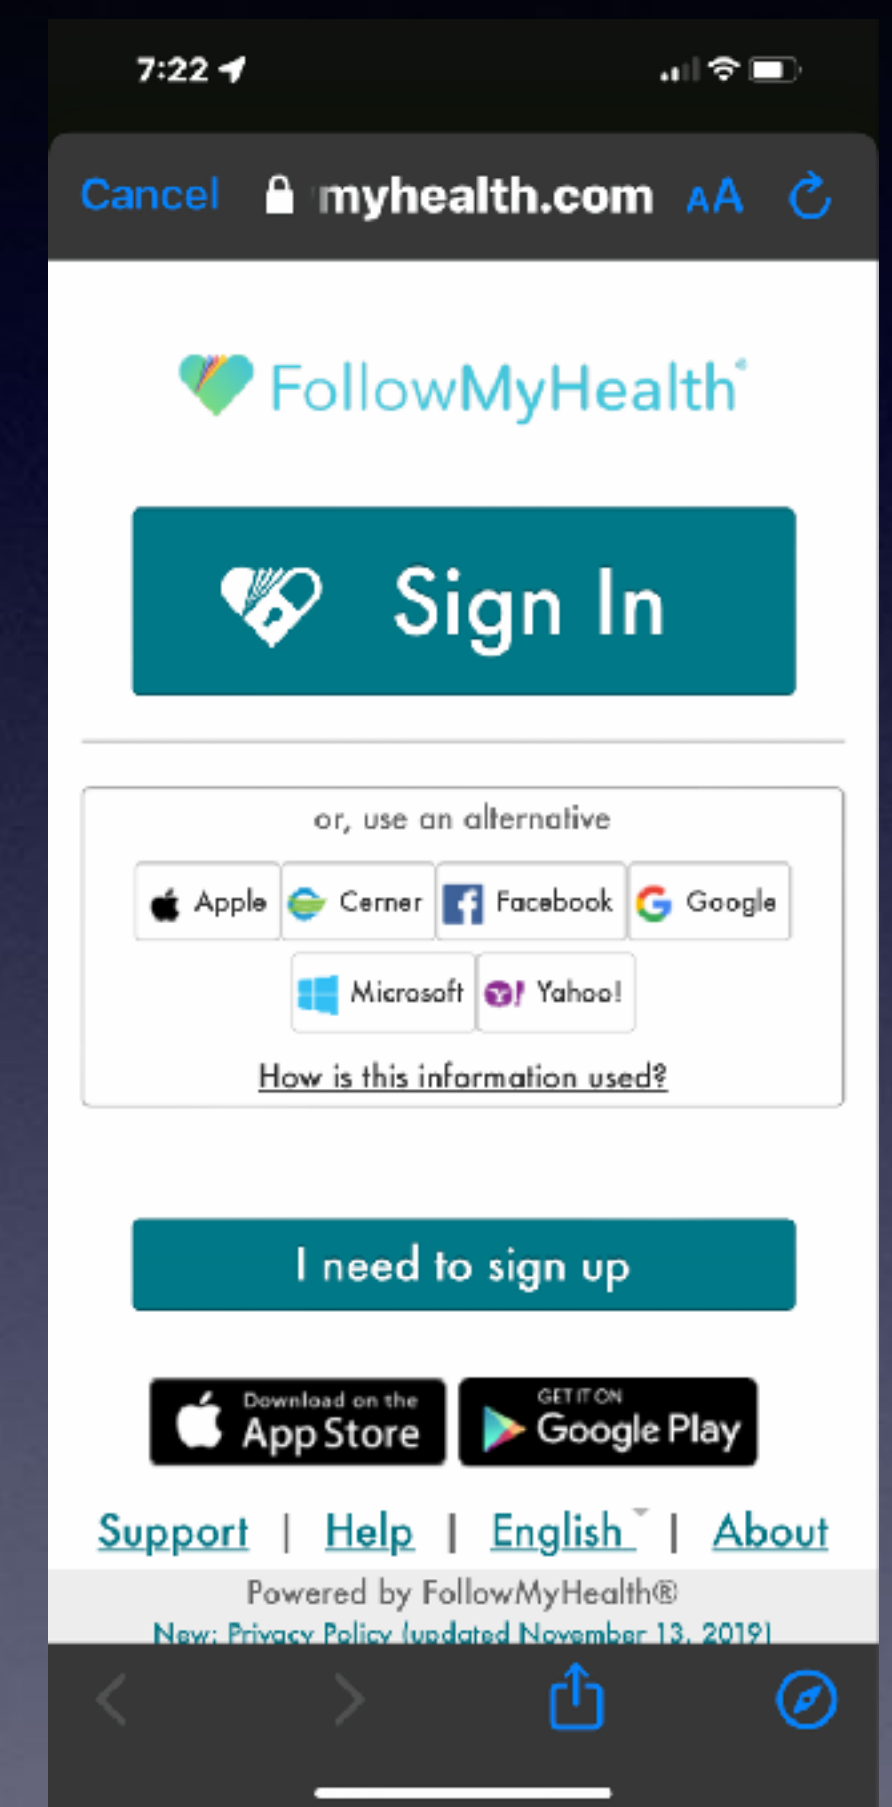 7:22
Cancel myhealth.com AA
FollowMyHealth®
Sign In
or, use an alternative
Apple Cerner Facebook Google
Microsoft Yahoo!
How is this information used?
I need to sign up
Download on the GET IT ON
App Store Google Play
Support | Help | English | About
Powered by FollowMyHealth®
New: Privacy Policy (updated November 13, 2019)